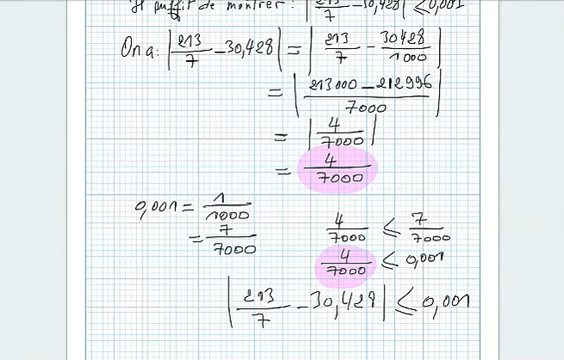 Il suffit de montrer : |213/7 - 30,428| ≤ 0,001
On a : |213/7 - 30,428| = |213/7 - 30428/1000|
= |213000 - 212996/7000|
= |4/7000|
= 4/7000
0,001 = 1/1000
= 7/7000
4/7000 ≤ 7/7000
4/7000 ≤ 0,001
|213/7 - 30,428| ≤ 0,001